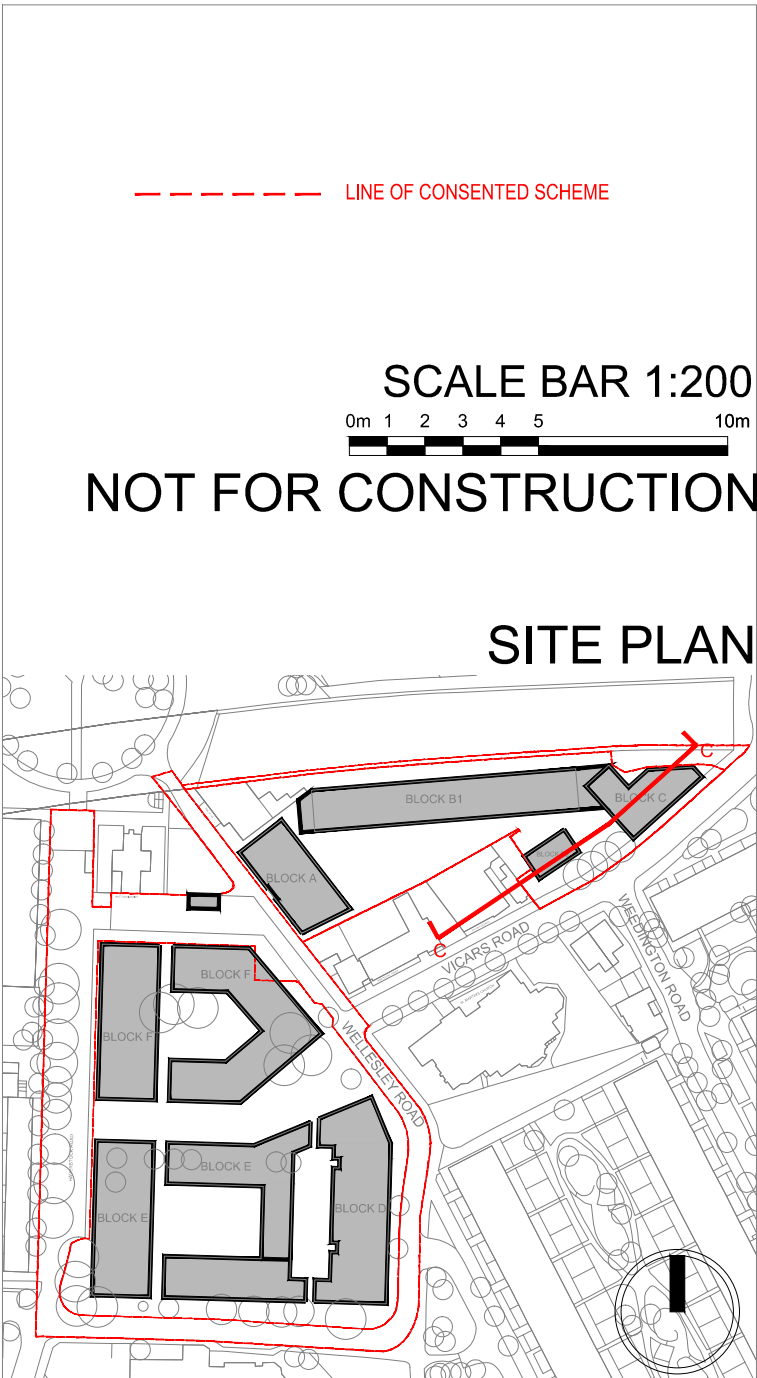 LINE OF CONSENTED SCHEME
SCALE BAR 1:200
0m 1 2 3 4 5 10m
NOT FOR CONSTRUCTION
SITE PLAN
C
BLOCK B1
BLOCK C
BLOCK
BLOCK A
C
VICARS ROAD
WEEDINGTON ROAD
BLOCK F
BLOCK F
WELLESLEY ROAD
BLOCK E
BLOCK E
BLOCK D